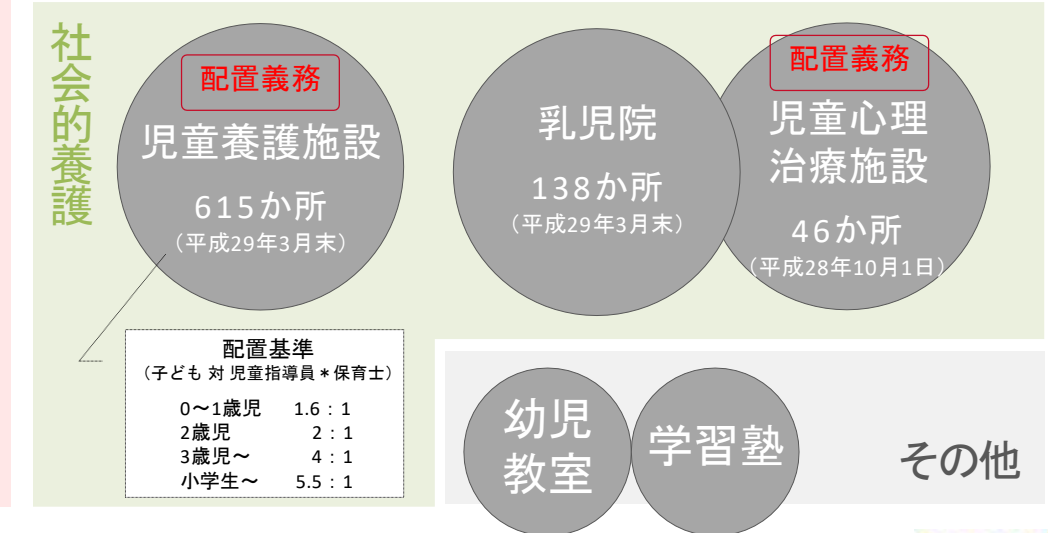 社会的養護
配置義務
児童養護施設
615か所
(平成29年3月末)
乳児院
138か所
(平成29年3月末)
配置義務
児童心理
治療施設
46か所
(平成28年10月1日)
配置基準
(子ども 対 児童指導員*保育士)
0〜1歳児 1.6:1
2歳児 2:1
3歳児〜 4:1
小学生〜 5.5:1
幼児
教室
学習塾
その他